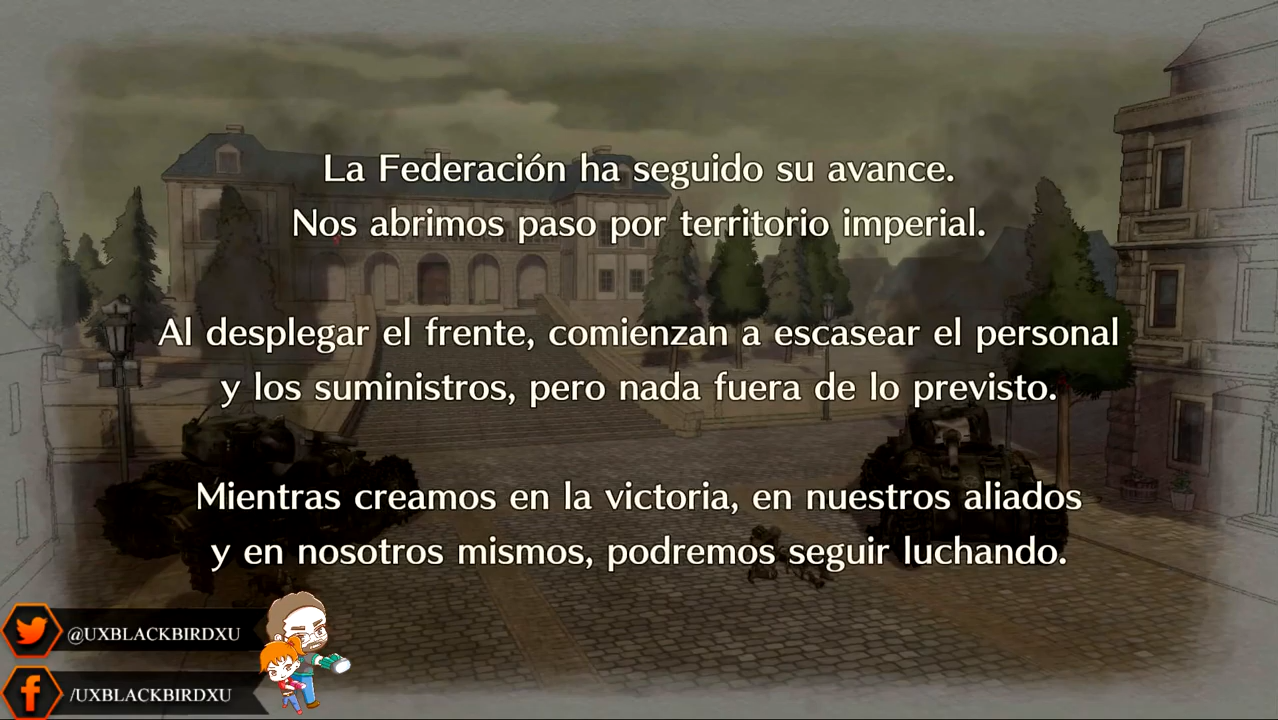 La Federación ha seguido su avance.
Nos abrimos paso por territorio imperial.
Al desplegar el frente, comienzan a escasear el personal
y los suministros, pero nada fuera de lo previsto.
Mientras creamos en la victoria, en nuestros aliados
y en nosotros mismos, podremos seguir luchando.
@UXBLACKBIRDXU
/UXBLACKBIRDXU